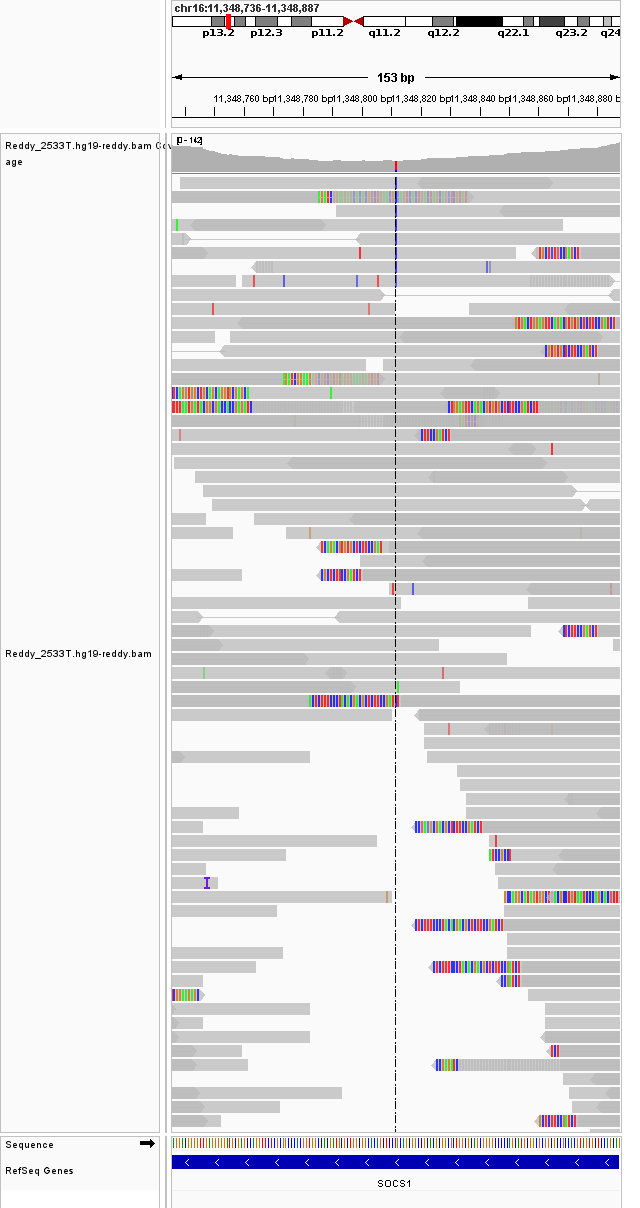 chr16:11,348,736-11,348,887
p13.2 p12.3 p11.2 q11.2 q12.2 q22.1 q23.2 q24
153 bp
11,348,760 bp 11,348,780 bp 11,348,800 bp 11,348,820 bp 11,348,840 bp 11,348,860 bp 11,348,880 b
Reddy_2533T.hg19-reddy.bam Cov
age
[0 - 142]
Reddy_2533T.hg19-reddy.bam
Sequence
RefSeq Genes
SOCS1